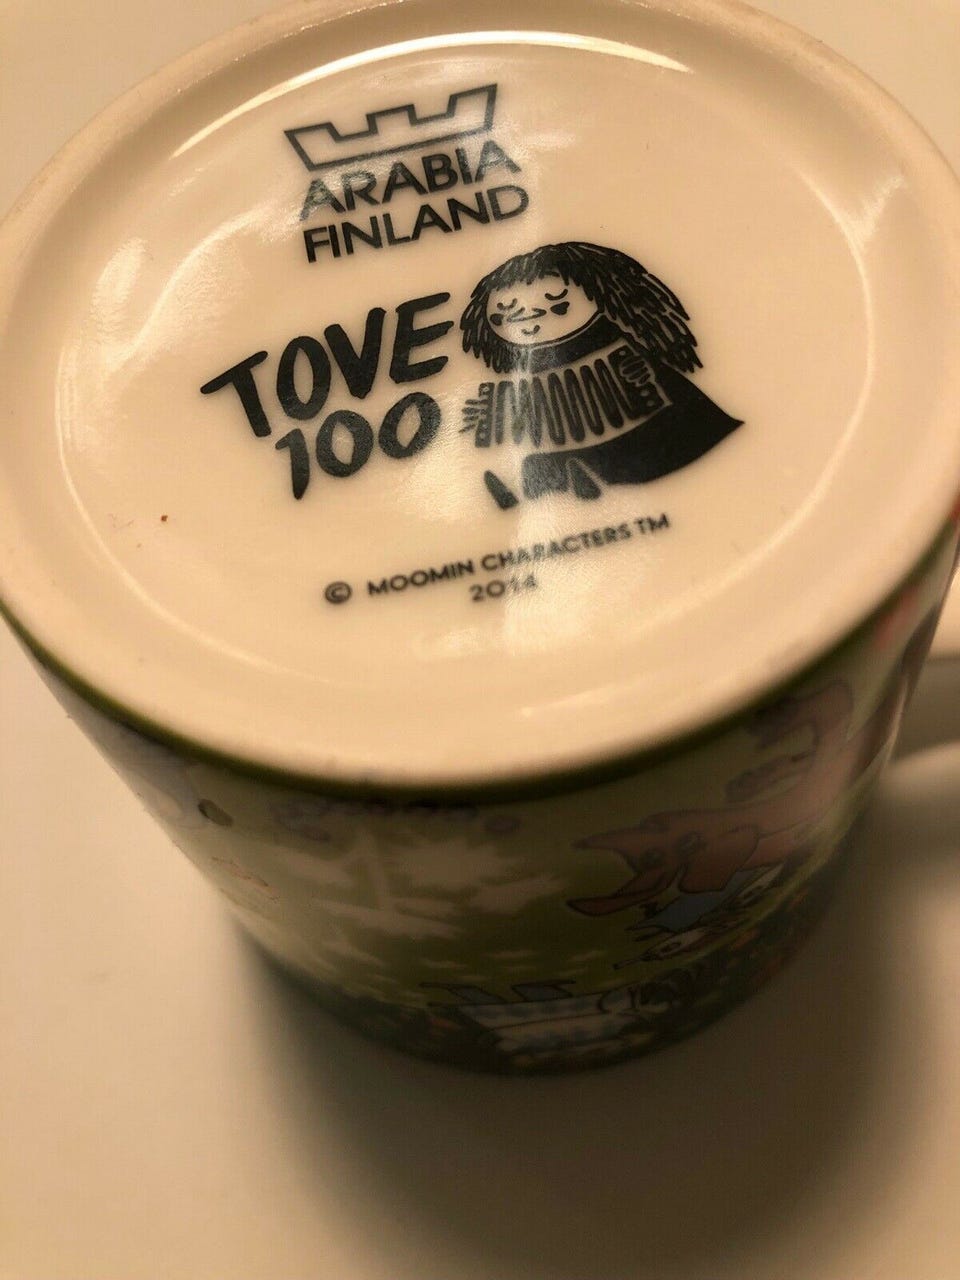 ARABIA
FINLAND
TOVE
100
© MOOMIN CHARACTERS TM
2014